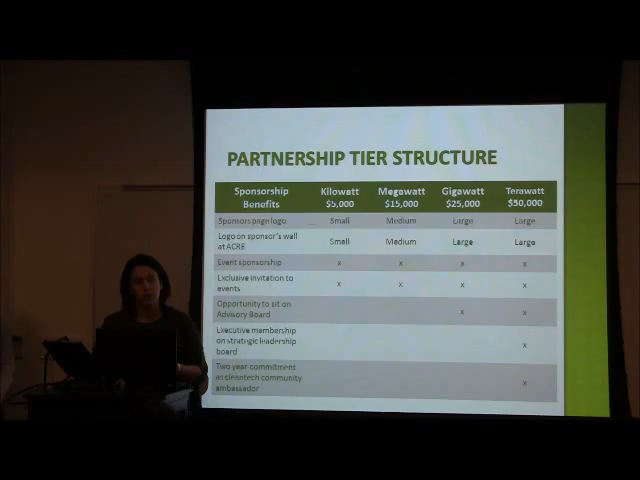 PARTNERSHIP TIER STRUCTURE
Sponsorship Benefits Kilowatt $5,000 Megawatt $15,000 Gigawatt $25,000 Terawatt $50,000
Sponsors page logo Small Medium Large Large
Logo on sponsor's wall at ACRE Small Medium Large Large
Event sponsorship x x x x
Exclusive invitation to events x x x x
Opportunity to sit on Advisory Board x x
Executive membership on strategic leadership board x
Two year commitment as cleantech community ambassador x